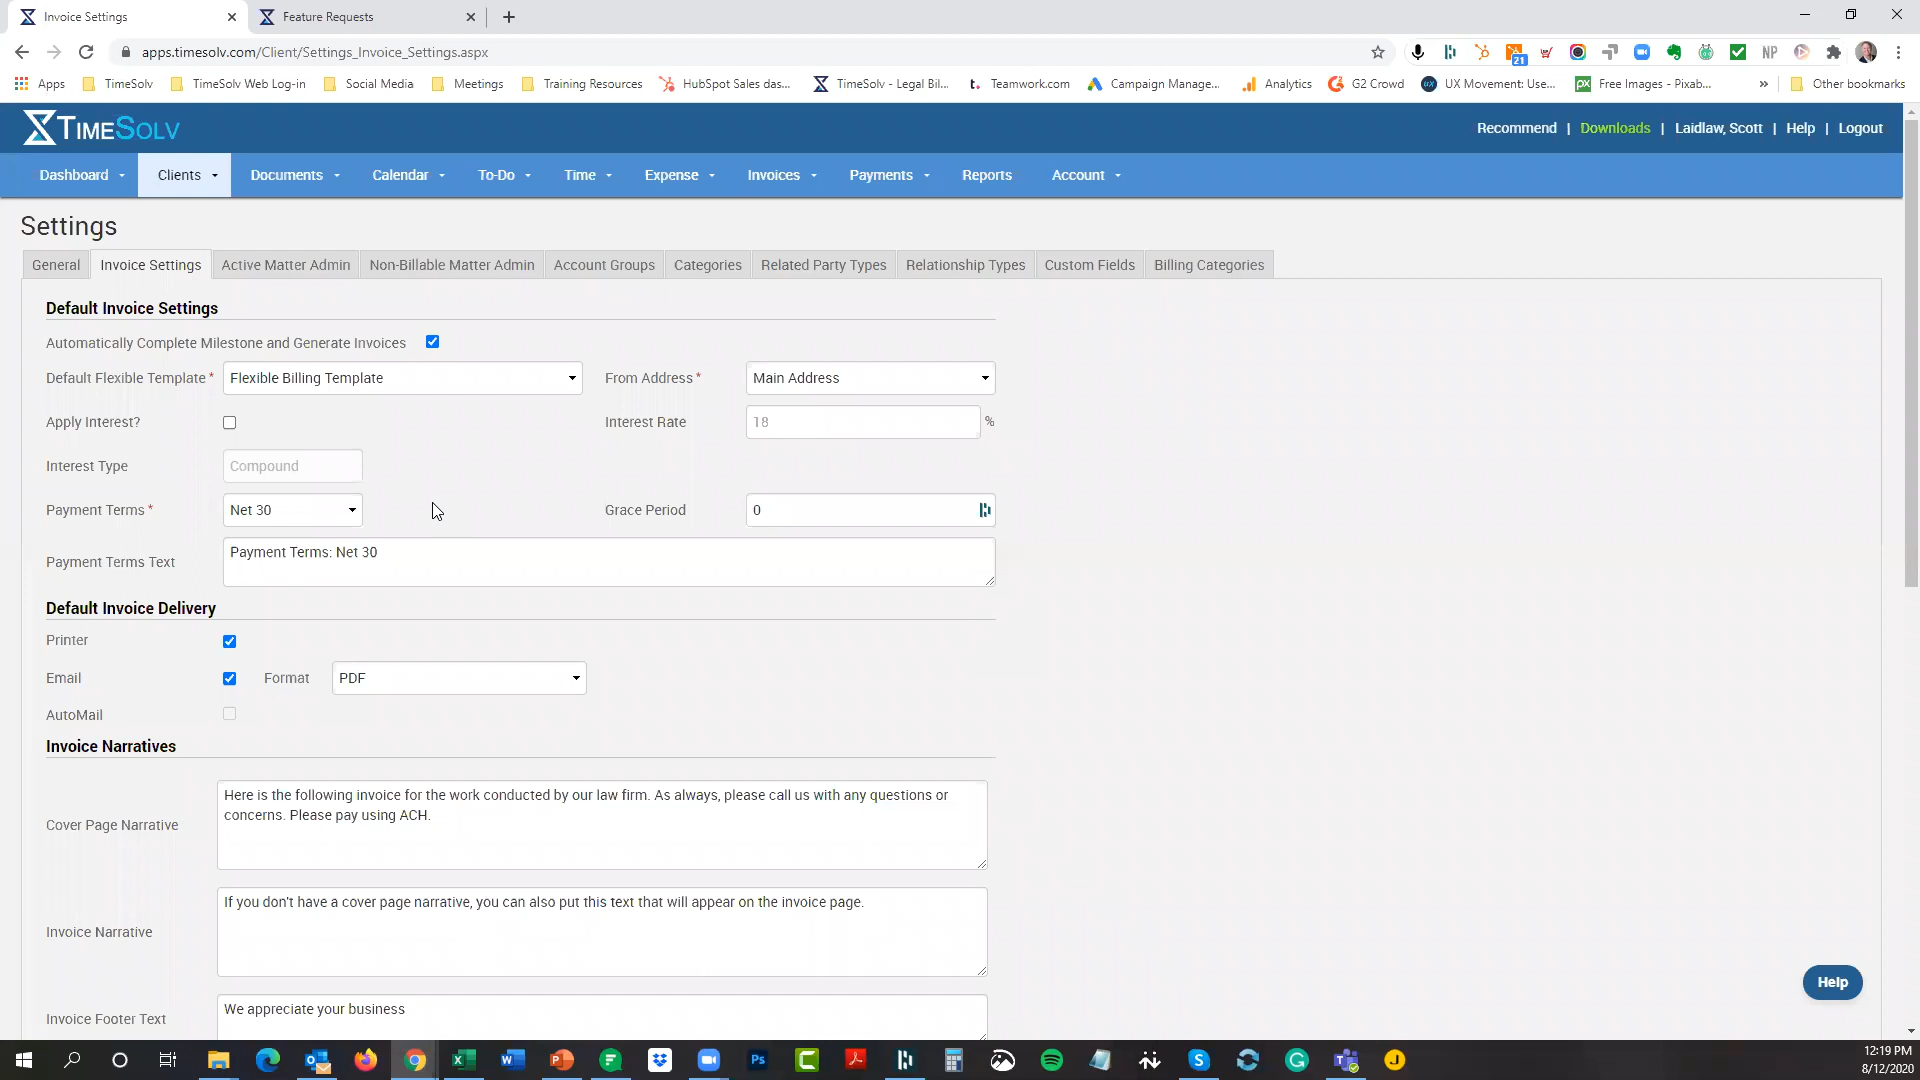 Invoice Settings
Feature Requests
apps.timesolv.com/Client/Settings_Invoice_Settings.aspx
21
NP
Apps
TimeSolv
TimeSolv Web Log-in
Social Media
Meetings
Training Resources
HubSpot Sales das...
TimeSolv - Legal Bil...
Teamwork.com
Campaign Manage...
Analytics
G2 Crowd
UX Movement: Use...
Free Images - Pixab...
»
Other bookmarks
TIMESOLV
Recommend | Downloads | Laidlaw, Scott | Help | Logout
Dashboard
Clients
Documents
Calendar
To-Do
Time
Expense
Invoices
Payments
Reports
Account
Settings
General
Invoice Settings
Active Matter Admin
Non-Billable Matter Admin
Account Groups
Categories
Related Party Types
Relationship Types
Custom Fields
Billing Categories
Default Invoice Settings
Automatically Complete Milestone and Generate Invoices
Default Flexible Template *
Flexible Billing Template
From Address *
Main Address
Apply Interest?
Interest Rate
18
%
Interest Type
Compound
Payment Terms *
Net 30
Grace Period
0
Payment Terms Text
Payment Terms: Net 30
Default Invoice Delivery
Printer
Email
Format
PDF
AutoMail
Invoice Narratives
Cover Page Narrative
Here is the following invoice for the work conducted by our law firm. As always, please call us with any questions or
concerns. Please pay using ACH.
Invoice Narrative
If you don't have a cover page narrative, you can also put this text that will appear on the invoice page.
Invoice Footer Text
We appreciate your business
Help
12:19 PM
8/12/2020